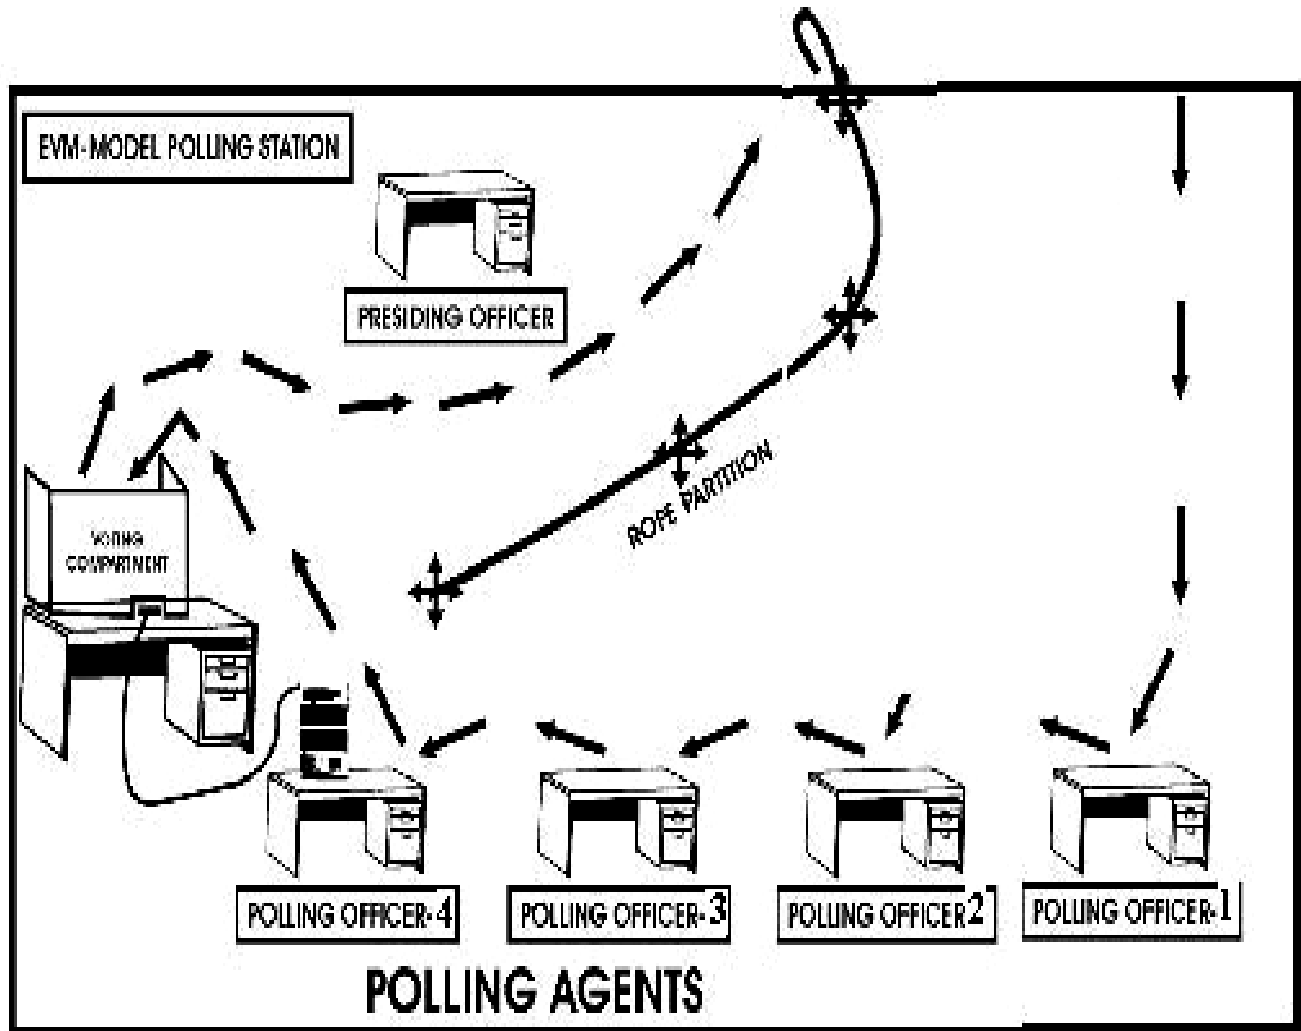 EVM-MODEL POLLING STATION
PRESIDING OFFICER
VOTING
COMPARTMENT
ROPE PARTITION
POLLING OFFICER-4
POLLING OFFICER-3
POLLING OFFICER2
POLLING OFFICER-1
POLLING AGENTS